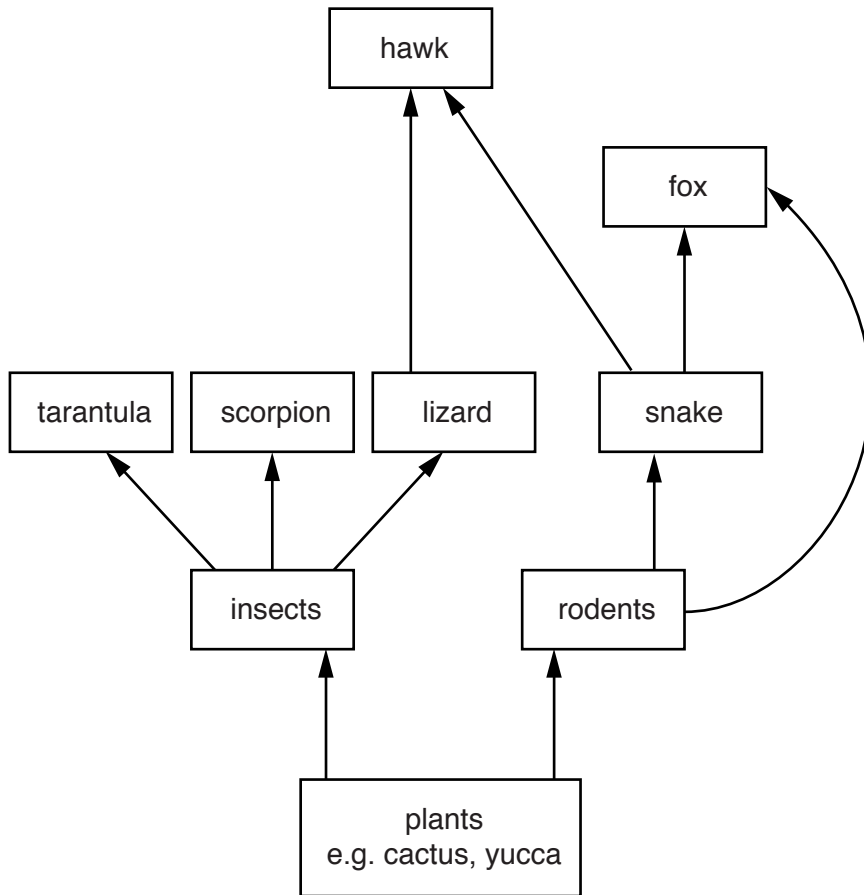 hawk
fox
tarantula
scorpion
lizard
snake
insects
rodents
plants
e.g. cactus, yucca